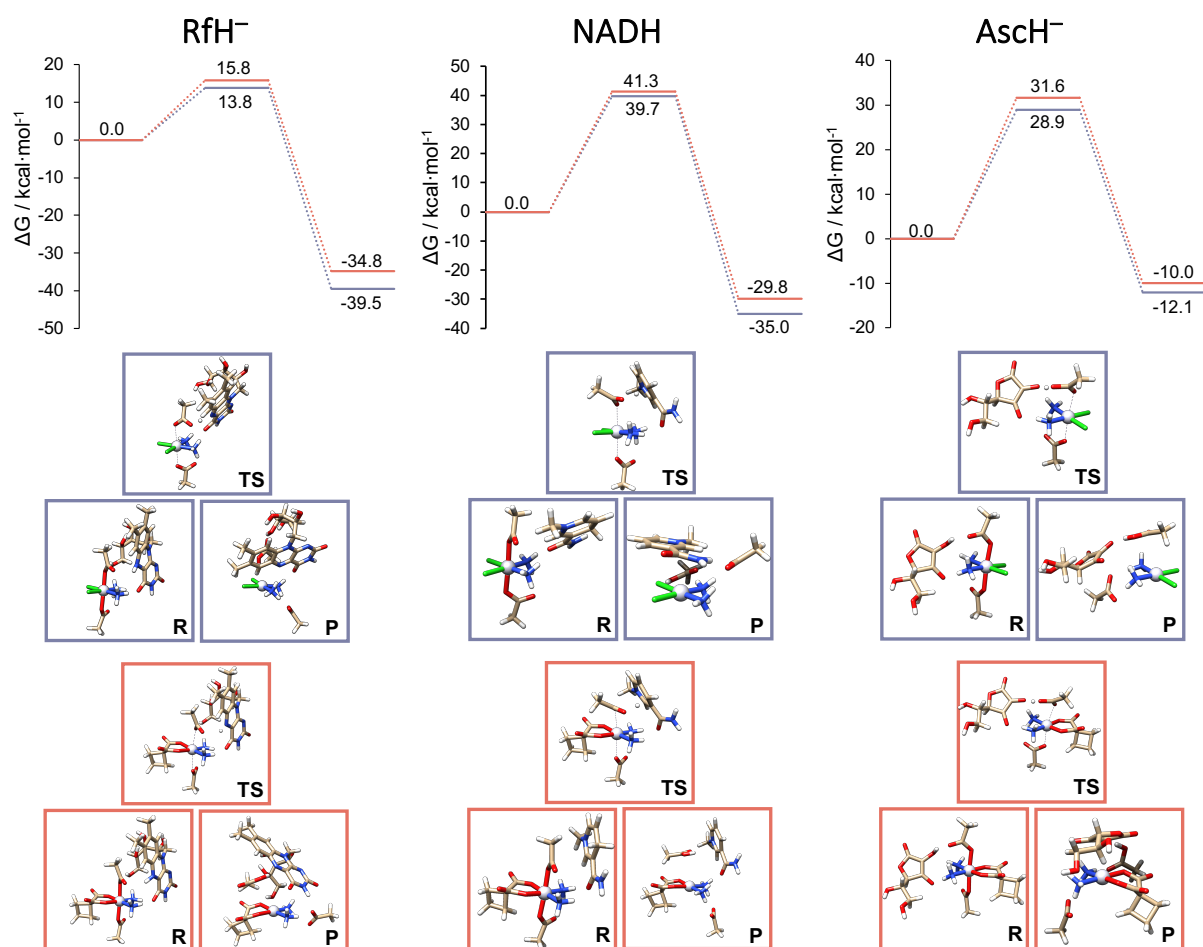 RfH⁻
NADH
AscH⁻
ΔG / kcal·mol⁻¹
20
10
0
-10
-20
-30
-40
-50
0.0
15.8
13.8
−34.8
-39.5
ΔG / kcal·mol⁻¹
50
40
30
20
10
0
-10
-20
-30
-40
0.0
41.3
39.7
-29.8
-35.0
ΔG / kcal·mol⁻¹
40
30
20
10
0
-10
-20
0.0
31.6
28.9
-10.0
-12.1
TS
TS
TS
R
P
R
P
R
P
TS
TS
TS
R
P
R
P
R
P